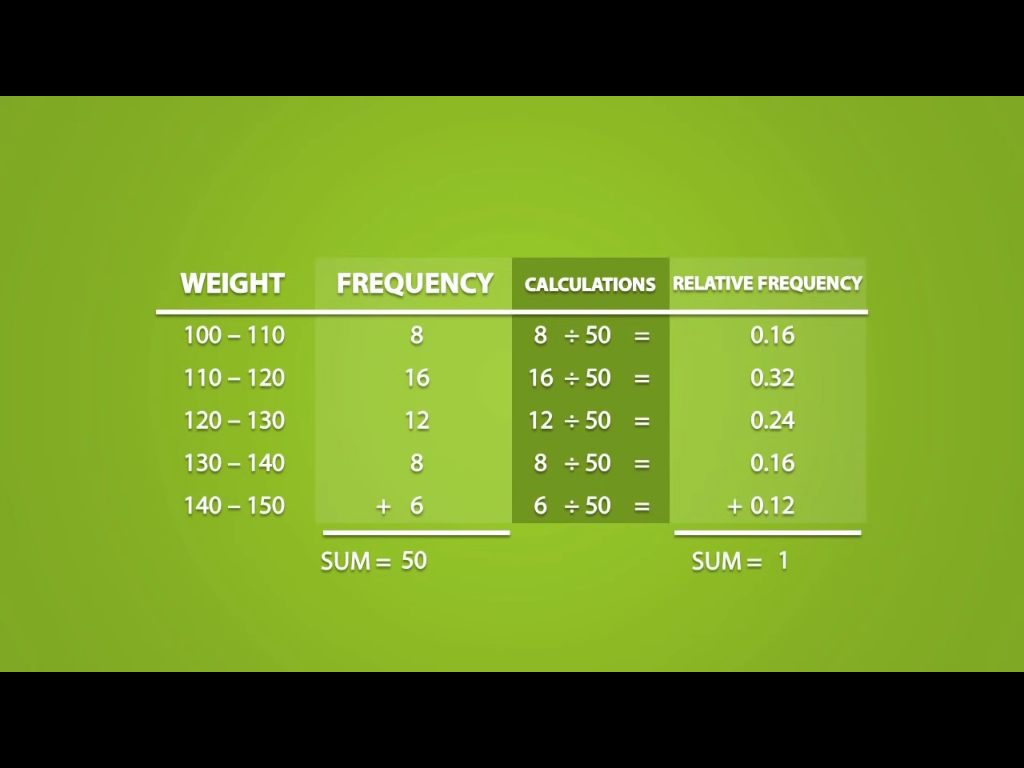 WEIGHT FREQUENCY CALCULATIONS RELATIVE FREQUENCY
100 – 110 8 8 ÷ 50 = 0.16
110 – 120 16 16 ÷ 50 = 0.32
120 – 130 12 12 ÷ 50 = 0.24
130 – 140 8 8 ÷ 50 = 0.16
140 – 150 + 6 6 ÷ 50 = + 0.12
SUM = 50 SUM = 1